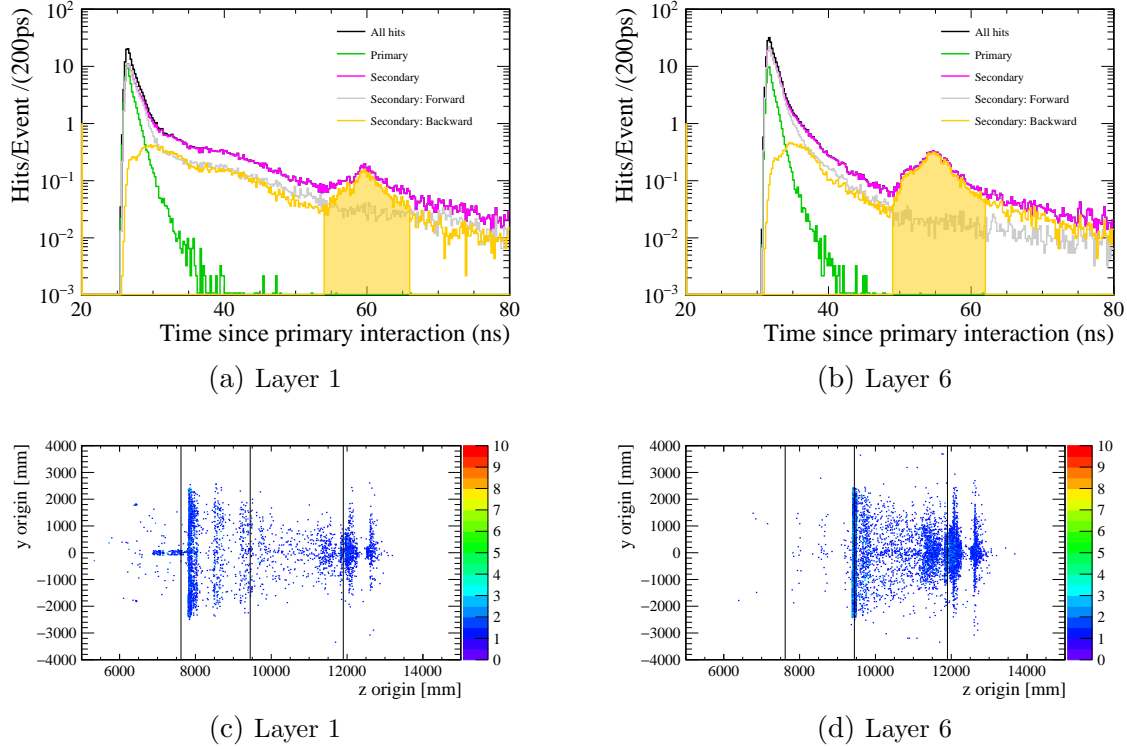 Hits/Event /(200ps)
10²
10
1
10⁻¹
10⁻²
10⁻³
All hits
Primary
Secondary
Secondary: Forward
Secondary: Backward
20 30 40 50 60 70 80
Time since primary interaction (ns)
(a) Layer 1
Hits/Event /(200ps)
10²
10
1
10⁻¹
10⁻²
10⁻³
All hits
Primary
Secondary
Secondary: Forward
Secondary: Backward
20 30 40 50 60 70 80
Time since primary interaction (ns)
(b) Layer 6
y origin [mm]
4000
3000
2000
1000
0
−1000
−2000
−3000
−4000
6000 8000 10000 12000 14000
z origin [mm]
10
9
8
7
6
5
4
3
2
1
0
(c) Layer 1
y origin [mm]
4000
3000
2000
1000
0
−1000
−2000
−3000
−4000
6000 8000 10000 12000 14000
z origin [mm]
10
9
8
7
6
5
4
3
2
1
0
(d) Layer 6